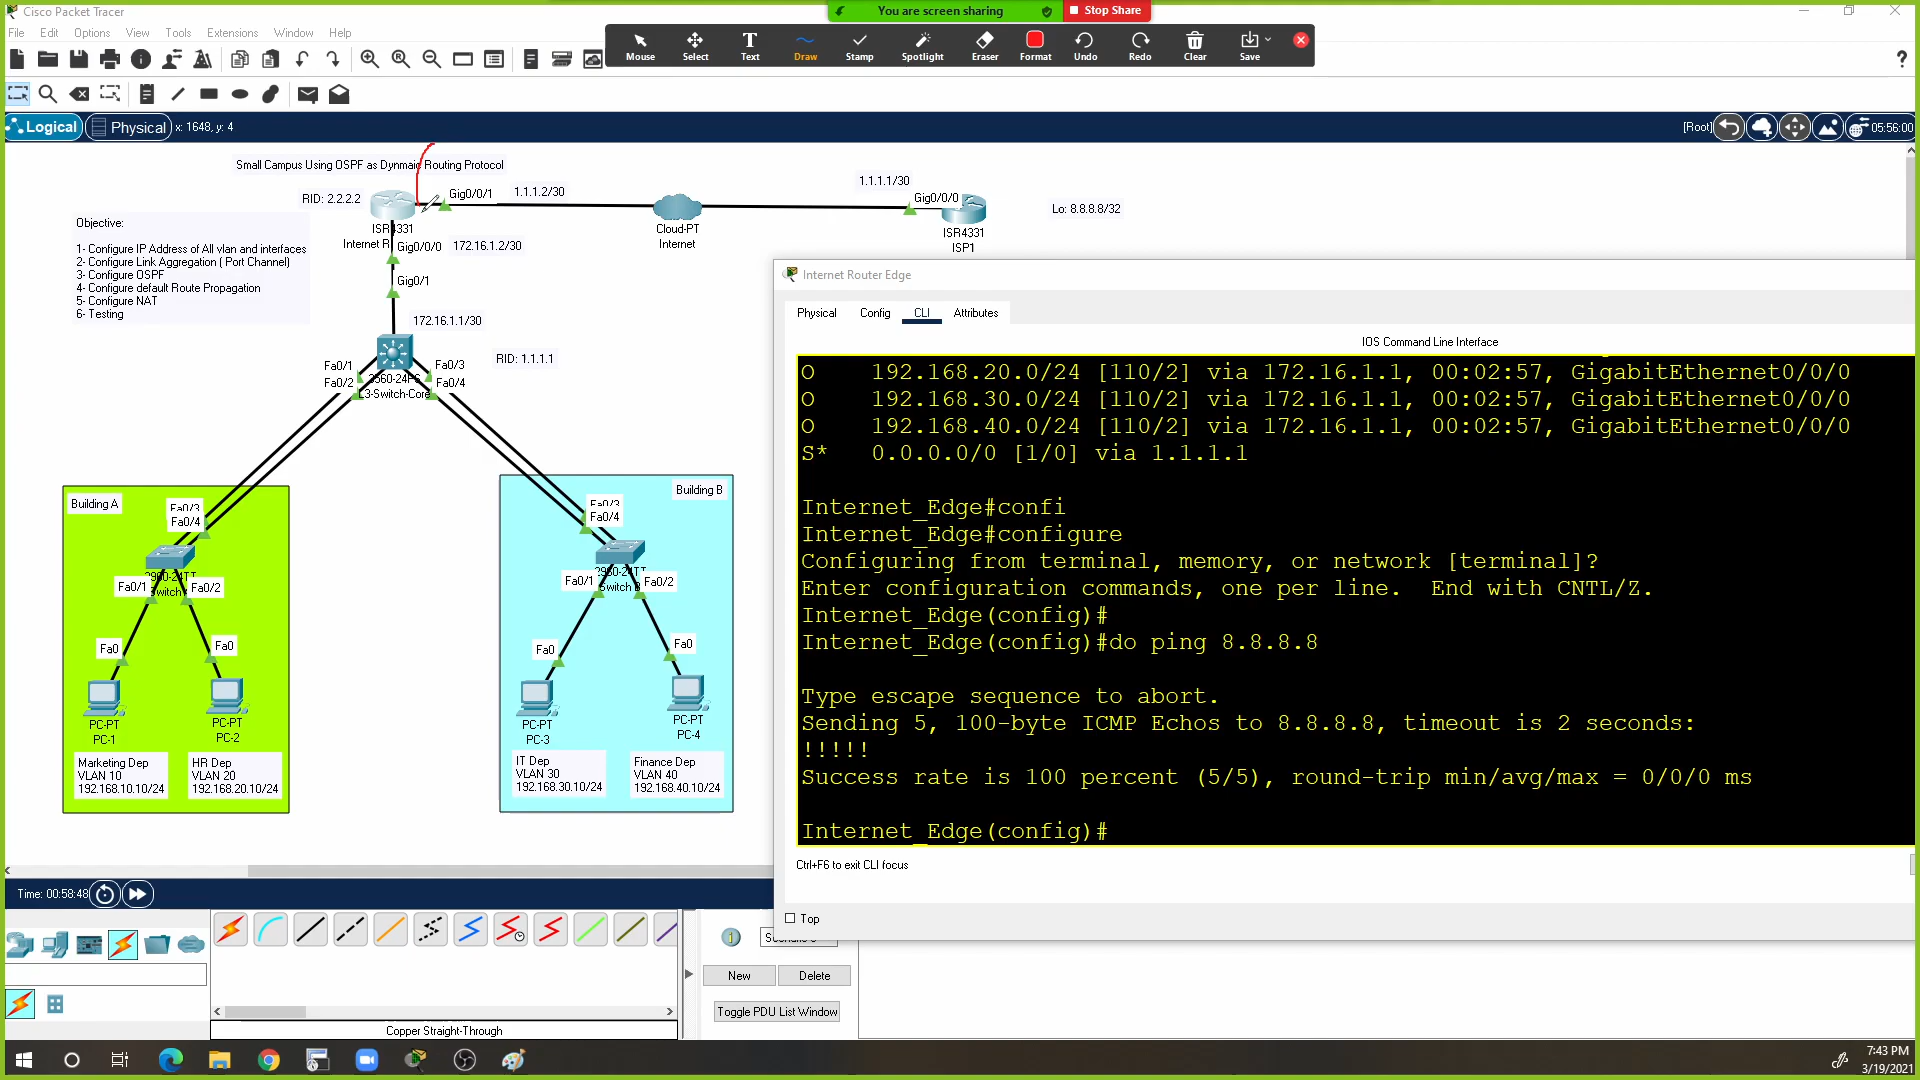 Cisco Packet Tracer
You are screen sharing
Stop Share
File Edit Options View Tools Extensions Window Help
Mouse Select Text Draw Stamp Spotlight Eraser Format Undo Redo Clear Save
Logical Physical x: 1648, y: 4
[Root] 05:56:00
Small Campus Using OSPF as Dynmaic Routing Protocol
RID: 2.2.2.2
Gig0/0/1
1.1.1.2/30
1.1.1.1/30
Gig0/0/0
Lo: 8.8.8.8/32
ISR4331
Internet R
Cloud-PT
Internet
ISR4331
ISP1
Objective:
1- Configure IP Address of All vlan and interfaces
2- Configure Link Aggregation ( Port Channel)
3- Configure OSPF
4- Configure default Route Propagation
5- Configure NAT
6- Testing
Gig0/0/0
172.16.1.2/30
Gig0/1
172.16.1.1/30
RID: 1.1.1.1
Fa0/1
Fa0/2
Fa0/3
Fa0/4
3560-24PS
L3-Switch-Core
Building A
Fa0/3
Fa0/4
Fa0/1
Fa0/2
Fa0
Fa0
PC-PT
PC-1
PC-PT
PC-2
Marketing Dep
VLAN 10
192.168.10.10/24
HR Dep
VLAN 20
192.168.20.10/24
Building B
Fa0/3
Fa0/4
Fa0/1
Fa0/2
2960-24TT
Switch B
Fa0
Fa0
PC-PT
PC-3
PC-PT
PC-4
IT Dep
VLAN 30
192.168.30.10/24
Finance Dep
VLAN 40
192.168.40.10/24
Internet Router Edge
Physical Config CLI Attributes
IOS Command Line Interface
O 192.168.20.0/24 [110/2] via 172.16.1.1, 00:02:57, GigabitEthernet0/0/0
O 192.168.30.0/24 [110/2] via 172.16.1.1, 00:02:57, GigabitEthernet0/0/0
O 192.168.40.0/24 [110/2] via 172.16.1.1, 00:02:57, GigabitEthernet0/0/0
S* 0.0.0.0/0 [1/0] via 1.1.1.1
Internet_Edge#confi
Internet_Edge#configure
Configuring from terminal, memory, or network [terminal]?
Enter configuration commands, one per line. End with CNTL/Z.
Internet_Edge(config)#
Internet_Edge(config)#do ping 8.8.8.8
Type escape sequence to abort.
Sending 5, 100-byte ICMP Echos to 8.8.8.8, timeout is 2 seconds:
!!!!!
Success rate is 100 percent (5/5), round-trip min/avg/max = 0/0/0 ms
Internet_Edge(config)#
Ctrl+F6 to exit CLI focus
Top
Time: 00:58:48
New Delete
Toggle PDU List Window
Copper Straight-Through
7:43 PM
3/19/2021